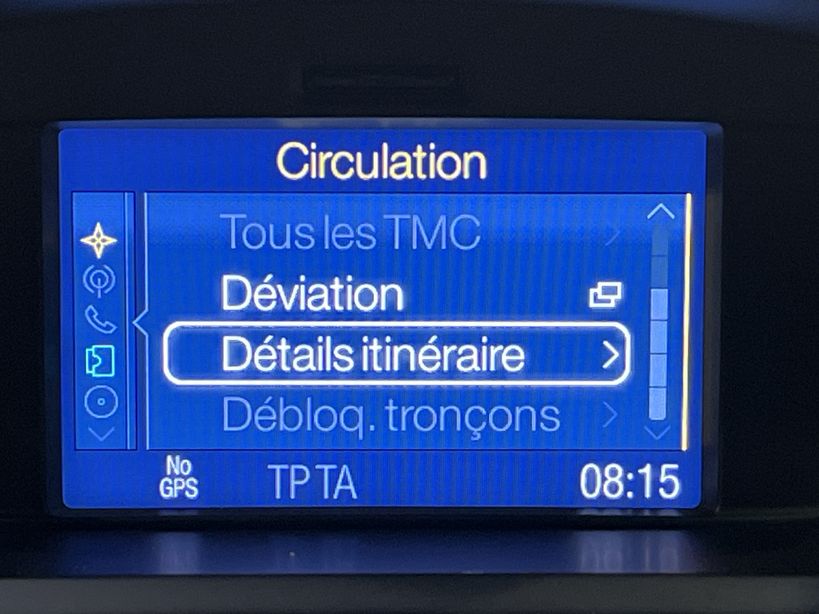 Circulation
Tous les TMC
Déviation
Détails itinéraire
Débloq. tronçons
No
GPS
TP TA
08:15